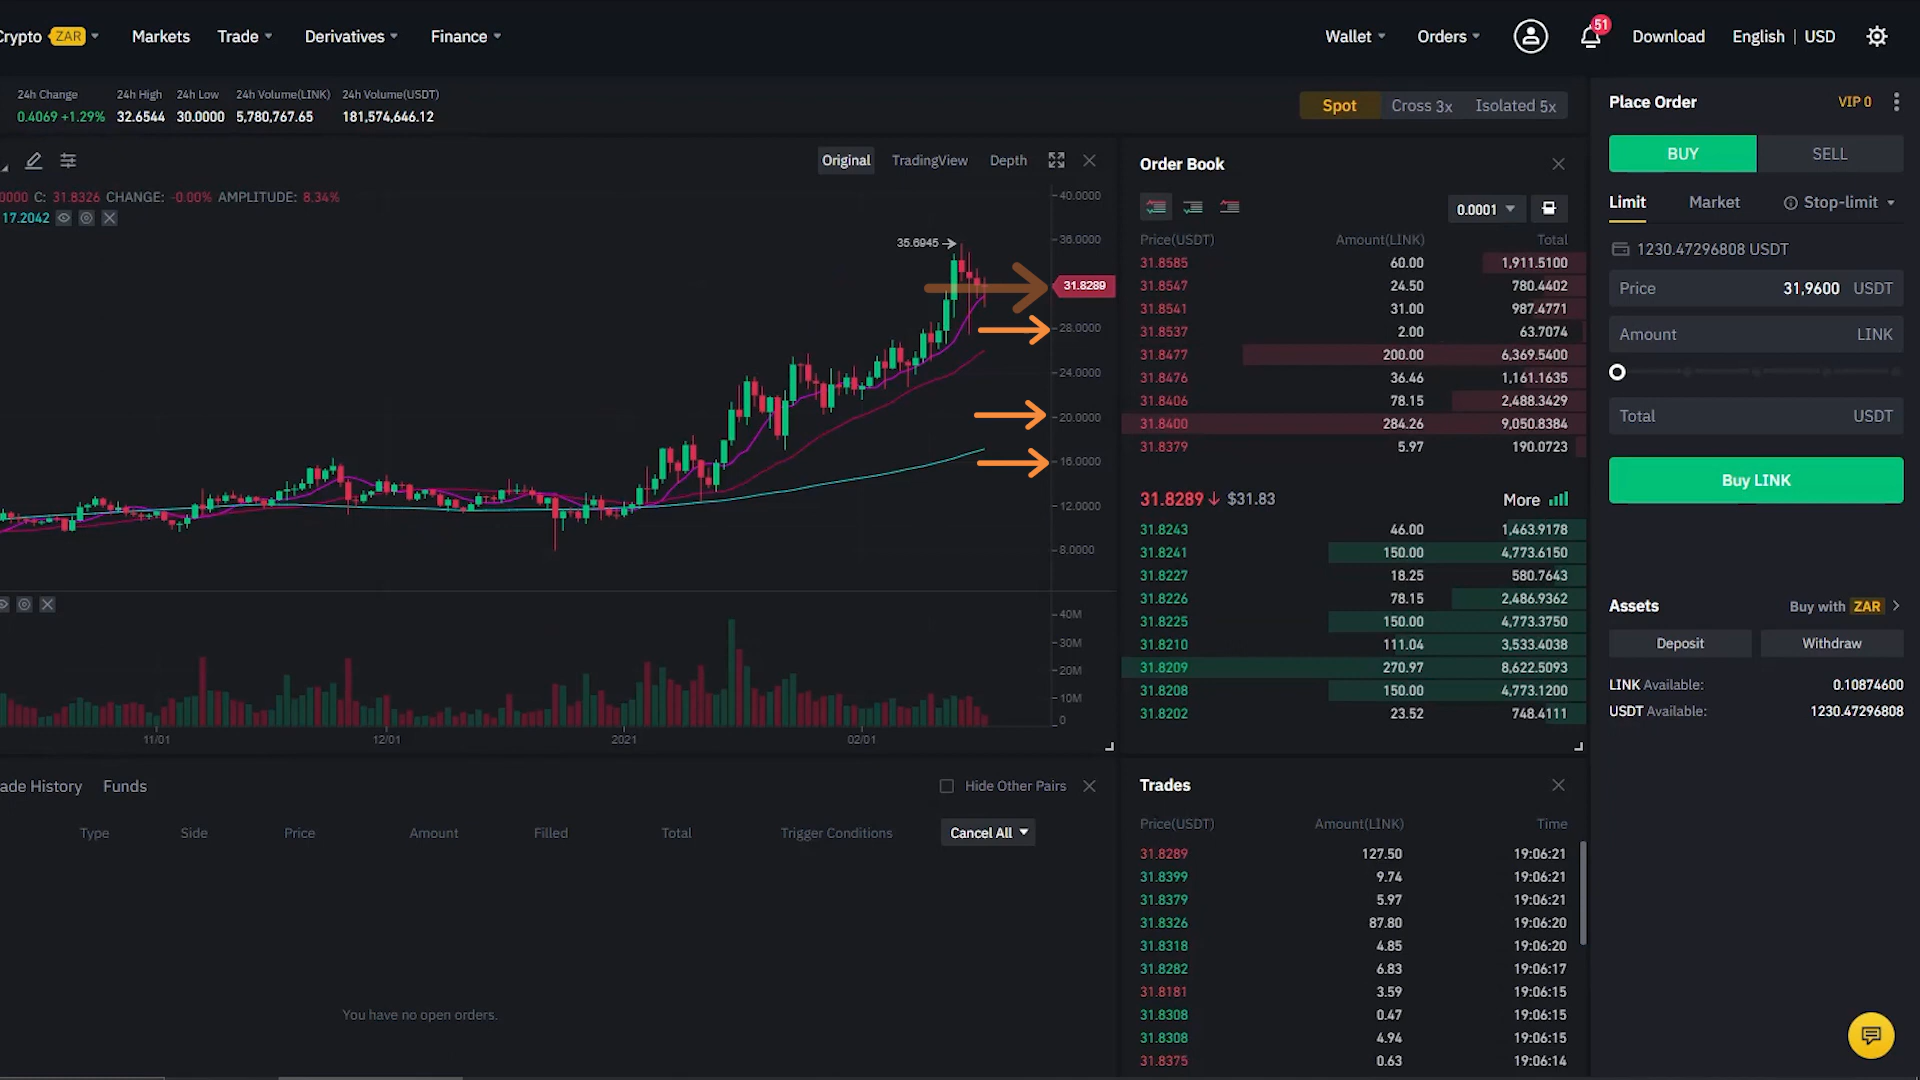 Crypto ZAR Markets Trade Derivatives Finance Wallet Orders 51 Download English | USD
24h Change 24h High 24h Low 24h Volume(LINK) 24h Volume(USDT)
0.4069 +1.29% 32.6544 30.0000 5,780,767.65 181,574,646.12
Spot Cross 3x Isolated 5x
Original TradingView Depth
0000 C: 31.8326 CHANGE: -0.00% AMPLITUDE: 8.34%
17.2042
40.0000
35.6945
36.0000
31.8289
28.0000
24.0000
20.0000
16.0000
12.0000
8.0000
40M
30M
20M
10M
0
11/01 12/01 2021 02/01
Order Book
0.0001
Price(USDT) Amount(LINK) Total
31.8585 60.00 1,911.5100
31.8547 24.50 780.4402
31.8541 31.00 987.4771
31.8537 2.00 63.7074
31.8477 200.00 6,369.5400
31.8476 36.46 1,161.1635
31.8406 78.15 2,488.3429
31.8400 284.26 9,050.8384
31.8379 5.97 190.0723
31.8289 $31.83 More
31.8243 46.00 1,463.9178
31.8241 150.00 4,773.6150
31.8227 18.25 580.7643
31.8226 78.15 2,486.9362
31.8225 150.00 4,773.3750
31.8210 111.04 3,533.4038
31.8209 270.97 8,622.5093
31.8208 150.00 4,773.1200
31.8202 23.52 748.4111
Place Order VIP 0
BUY SELL
Limit Market Stop-limit
1230.47296808 USDT
Price 31,9600 USDT
Amount LINK
Total USDT
Buy LINK
Assets Buy with ZAR
Deposit Withdraw
LINK Available: 0.10874600
USDT Available: 1230.47296808
ade History Funds Hide Other Pairs
Type Side Price Amount Filled Total Trigger Conditions Cancel All
You have no open orders.
Trades
Price(USDT) Amount(LINK) Time
31.8289 127.50 19:06:21
31.8399 9.74 19:06:21
31.8379 5.97 19:06:21
31.8326 87.80 19:06:20
31.8318 4.85 19:06:20
31.8282 6.83 19:06:17
31.8181 3.59 19:06:15
31.8308 0.47 19:06:15
31.8308 4.94 19:06:15
31.8375 0.63 19:06:14